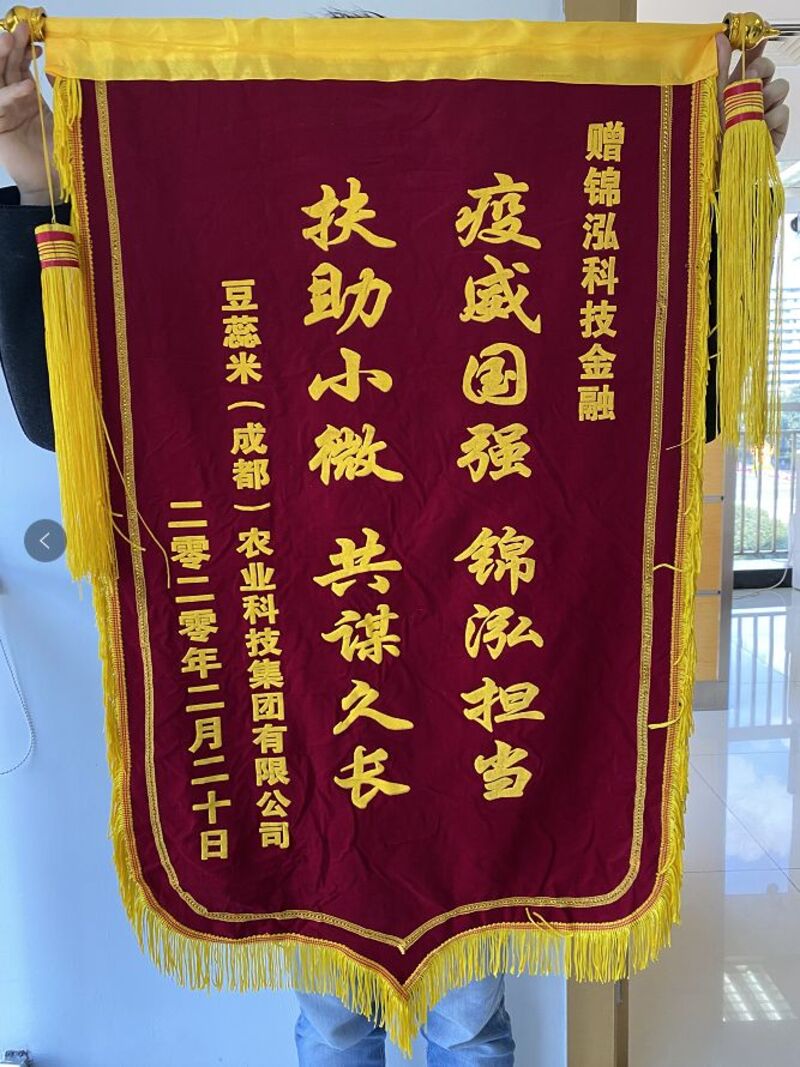 赠锦泓科技金融
疫威国强 锦泓担当
扶助小微 共谋久长
豆蕊米(成都)农业科技集团有限公司
二零二零年二月二十日